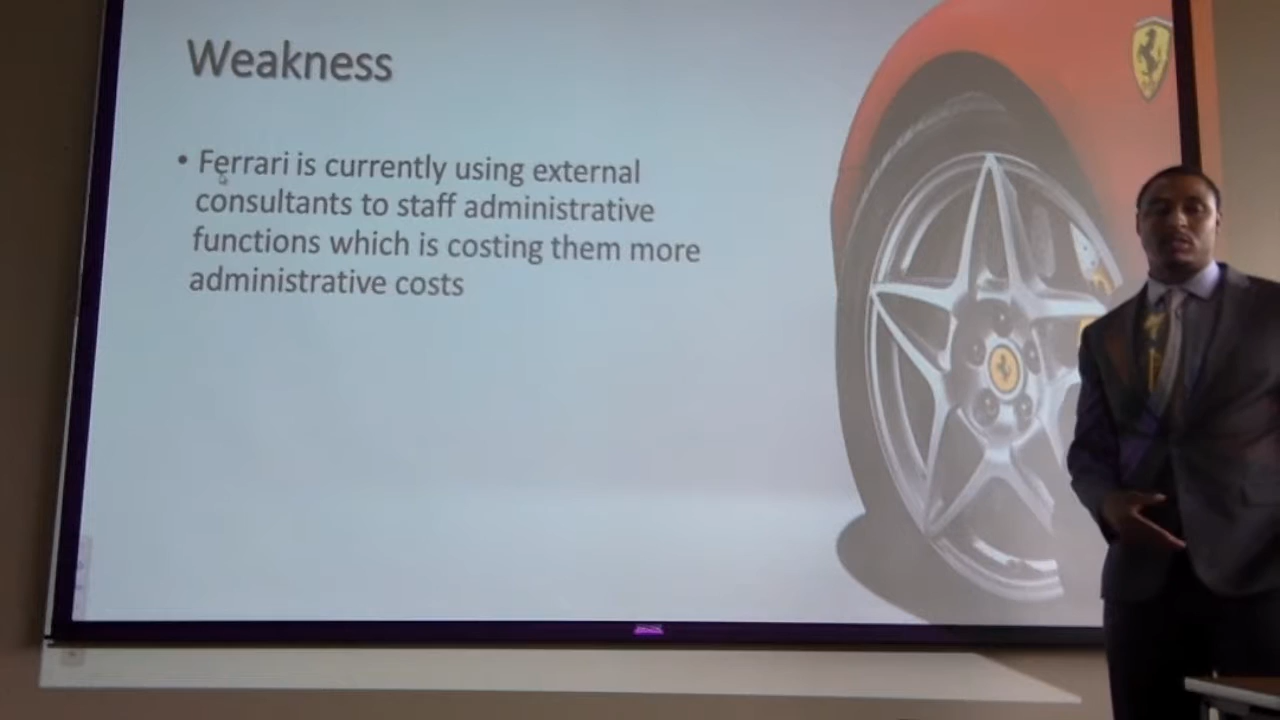 Weakness
• Ferrari is currently using external
consultants to staff administrative
functions which is costing them more
administrative costs